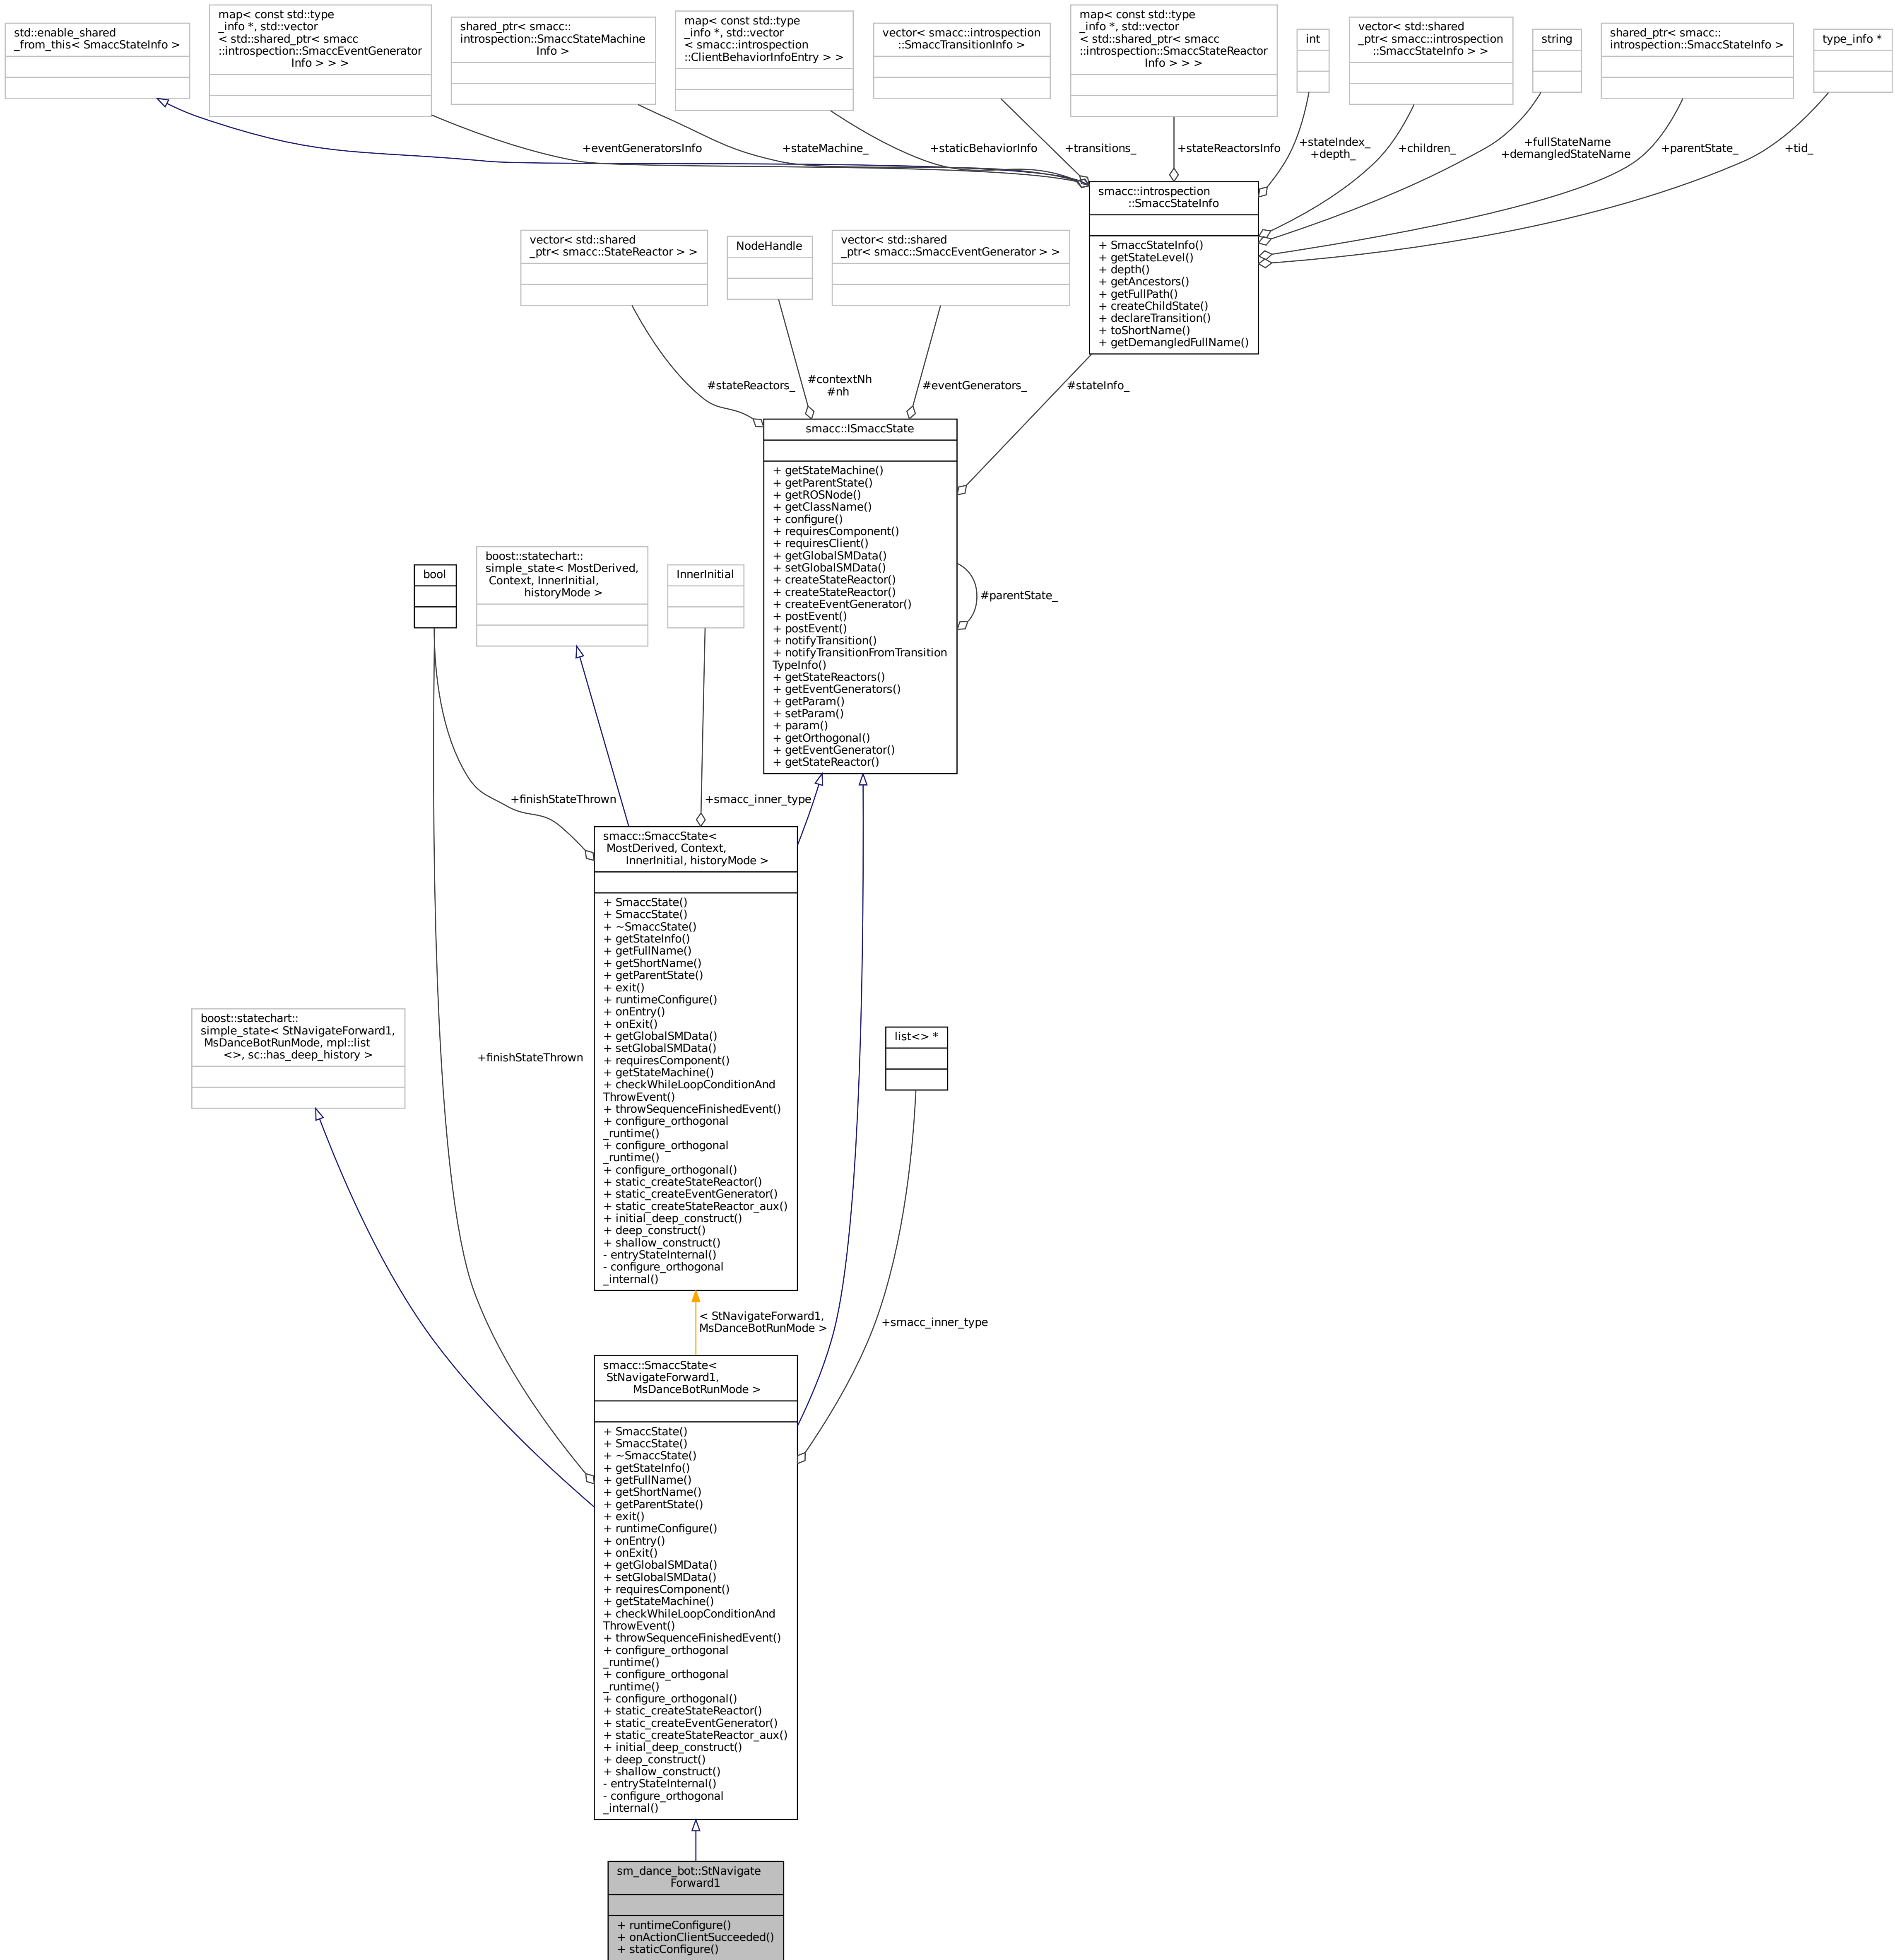 std::enable_shared
_from_this< SmaccStateInfo >
map< const std::type
_info *, std::vector
< std::shared_ptr< smacc
::introspection::SmaccEventGenerator
Info > > >
shared_ptr< smacc::
introspection::SmaccStateMachine
Info >
map< const std::type
_info *, std::vector
< smacc::introspection
::ClientBehaviorInfoEntry > >
vector< smacc::introspection
::SmaccTransitionInfo >
map< const std::type
_info *, std::vector
< std::shared_ptr< smacc
::introspection::SmaccStateReactor
Info > > >
int
vector< std::shared
_ptr< smacc::introspection
::SmaccStateInfo > >
string
shared_ptr< smacc::
introspection::SmaccStateInfo >
type_info *
+eventGeneratorsInfo
+stateMachine_
+staticBehaviorInfo
+transitions_
+stateReactorsInfo
+stateIndex_
+depth_
+children_
+fullStateName
+demangledStateName
+parentState_
+tid_
smacc::introspection
::SmaccStateInfo
+ SmaccStateInfo()
+ getStateLevel()
+ depth()
+ getAncestors()
+ getFullPath()
+ createChildState()
+ declareTransition()
+ toShortName()
+ getDemangledFullName()
vector< std::shared
_ptr< smacc::StateReactor > >
NodeHandle
vector< std::shared
_ptr< smacc::SmaccEventGenerator > >
#stateReactors_
#contextNh
#nh
#eventGenerators_
#stateInfo_
smacc::ISmaccState
+ getStateMachine()
+ getParentState()
+ getROSNode()
+ getClassName()
+ configure()
+ requiresComponent()
+ requiresClient()
+ getGlobalSMData()
+ setGlobalSMData()
+ createStateReactor()
+ createStateReactor()
+ createEventGenerator()
+ postEvent()
+ postEvent()
+ notifyTransition()
+ notifyTransitionFromTransition
TypeInfo()
+ getStateReactors()
+ getEventGenerators()
+ getParam()
+ setParam()
+ param()
+ getOrthogonal()
+ getEventGenerator()
+ getStateReactor()
#parentState_
bool
boost::statechart::
simple_state< MostDerived,
Context, InnerInitial,
historyMode >
InnerInitial
+finishStateThrown
+smacc_inner_type
smacc::SmaccState<
MostDerived, Context,
InnerInitial, historyMode >
+ SmaccState()
+ SmaccState()
+ ~SmaccState()
+ getStateInfo()
+ getFullName()
+ getShortName()
+ getParentState()
+ exit()
+ runtimeConfigure()
+ onEntry()
+ onExit()
+ getGlobalSMData()
+ setGlobalSMData()
+ requiresComponent()
+ getStateMachine()
+ checkWhileLoopConditionAnd
ThrowEvent()
+ throwSequenceFinishedEvent()
+ configure_orthogonal
_runtime()
+ configure_orthogonal
_runtime()
+ configure_orthogonal()
+ static_createStateReactor()
+ static_createEventGenerator()
+ static_createStateReactor_aux()
+ initial_deep_construct()
+ deep_construct()
+ shallow_construct()
- entryStateInternal()
- configure_orthogonal
_internal()
boost::statechart::
simple_state< StNavigateForward1,
MsDanceBotRunMode, mpl::list
<>, sc::has_deep_history >
+finishStateThrown
list<> *
< StNavigateForward1,
MsDanceBotRunMode >
+smacc_inner_type
smacc::SmaccState<
StNavigateForward1,
MsDanceBotRunMode >
+ SmaccState()
+ SmaccState()
+ ~SmaccState()
+ getStateInfo()
+ getFullName()
+ getShortName()
+ getParentState()
+ exit()
+ runtimeConfigure()
+ onEntry()
+ onExit()
+ getGlobalSMData()
+ setGlobalSMData()
+ requiresComponent()
+ getStateMachine()
+ checkWhileLoopConditionAnd
ThrowEvent()
+ throwSequenceFinishedEvent()
+ configure_orthogonal
_runtime()
+ configure_orthogonal
_runtime()
+ configure_orthogonal()
+ static_createStateReactor()
+ static_createEventGenerator()
+ static_createStateReactor_aux()
+ initial_deep_construct()
+ deep_construct()
+ shallow_construct()
- entryStateInternal()
- configure_orthogonal
_internal()
sm_dance_bot::StNavigate
Forward1
+ runtimeConfigure()
+ onActionClientSucceeded()
+ staticConfigure()